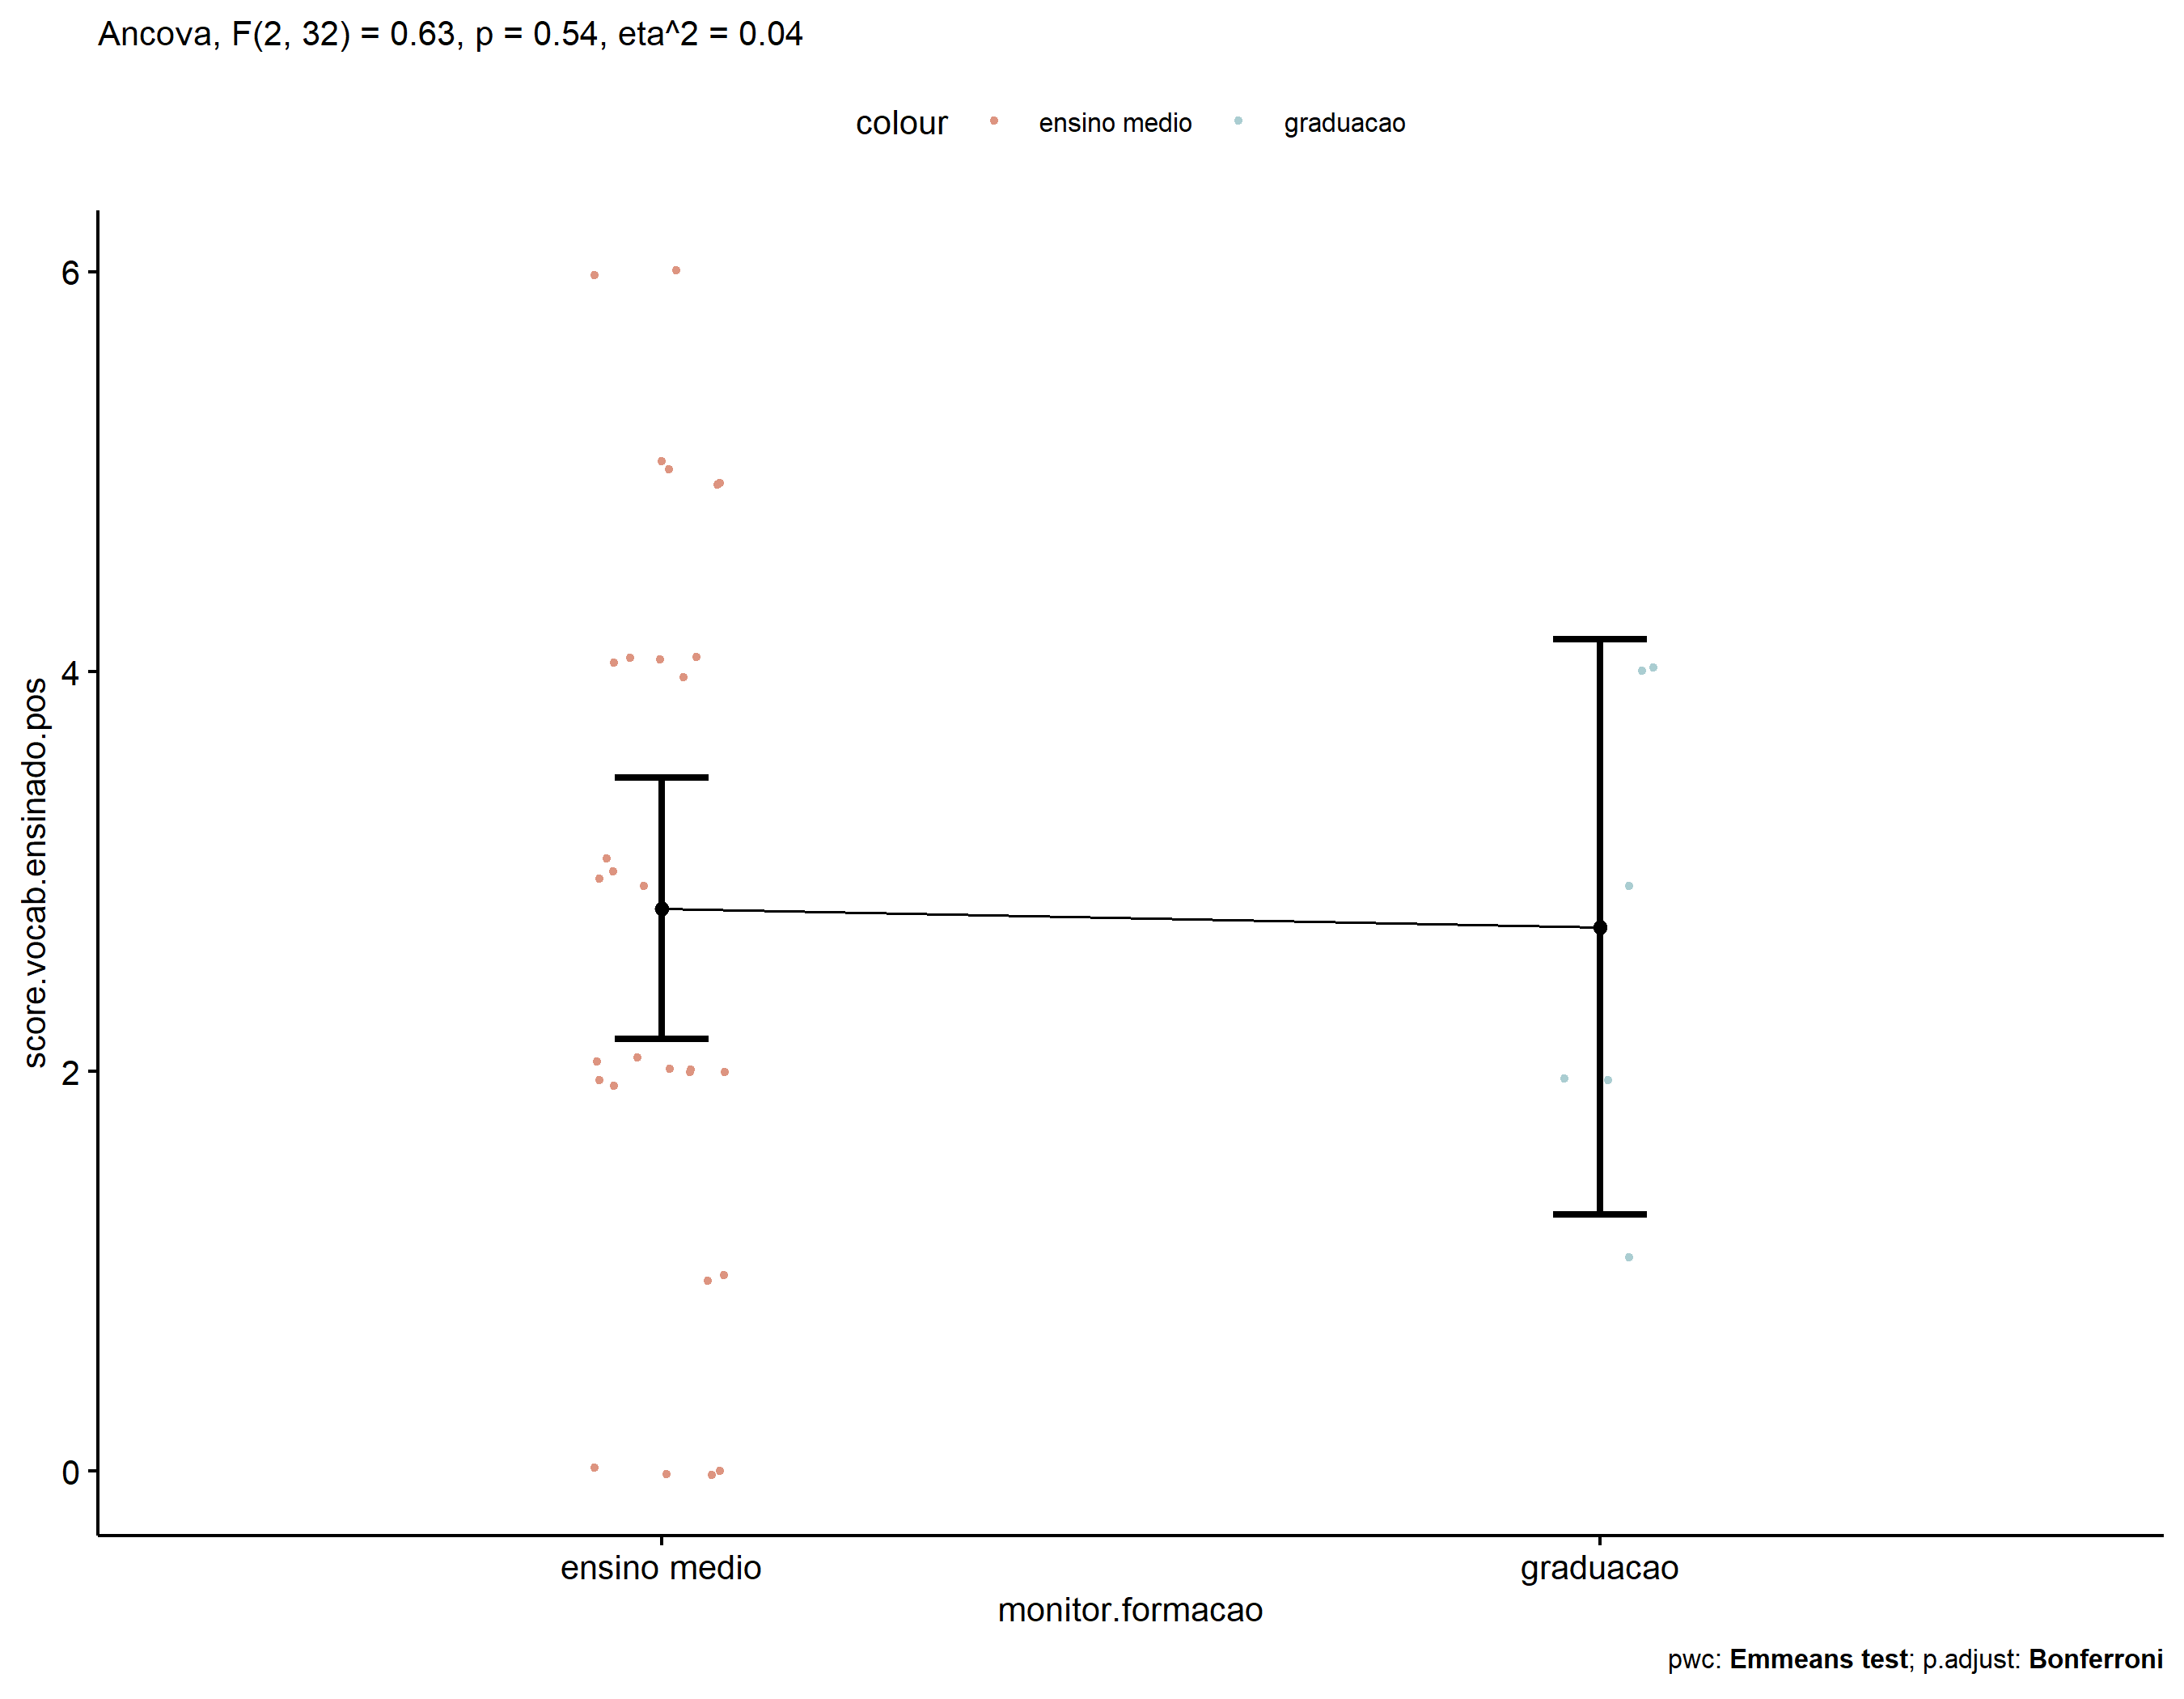 Ancova, F(2, 32) = 0.63, p = 0.54, eta^2 = 0.04
colour ensino medio graduacao
score.vocab.ensinado.pos
6
4
2
0
ensino medio graduacao
monitor.formacao
pwc: Emmeans test; p.adjust: Bonferroni